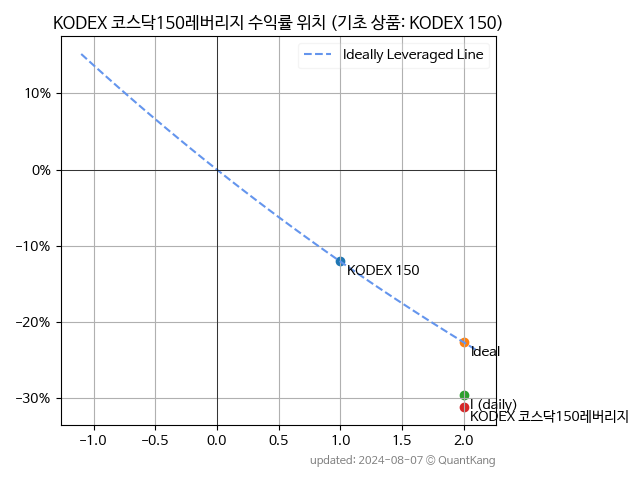 KODEX 코스닥150레버리지 수익률 위치 (기초 상품: KODEX 150)
Ideally Leveraged Line
10%
0%
−10%
KODEX 150
−20%
Ideal
−30%
I (daily)
KODEX 코스닥150레버리지
−1.0 −0.5 0.0 0.5 1.0 1.5 2.0
updated: 2024-08-07 © QuantKang